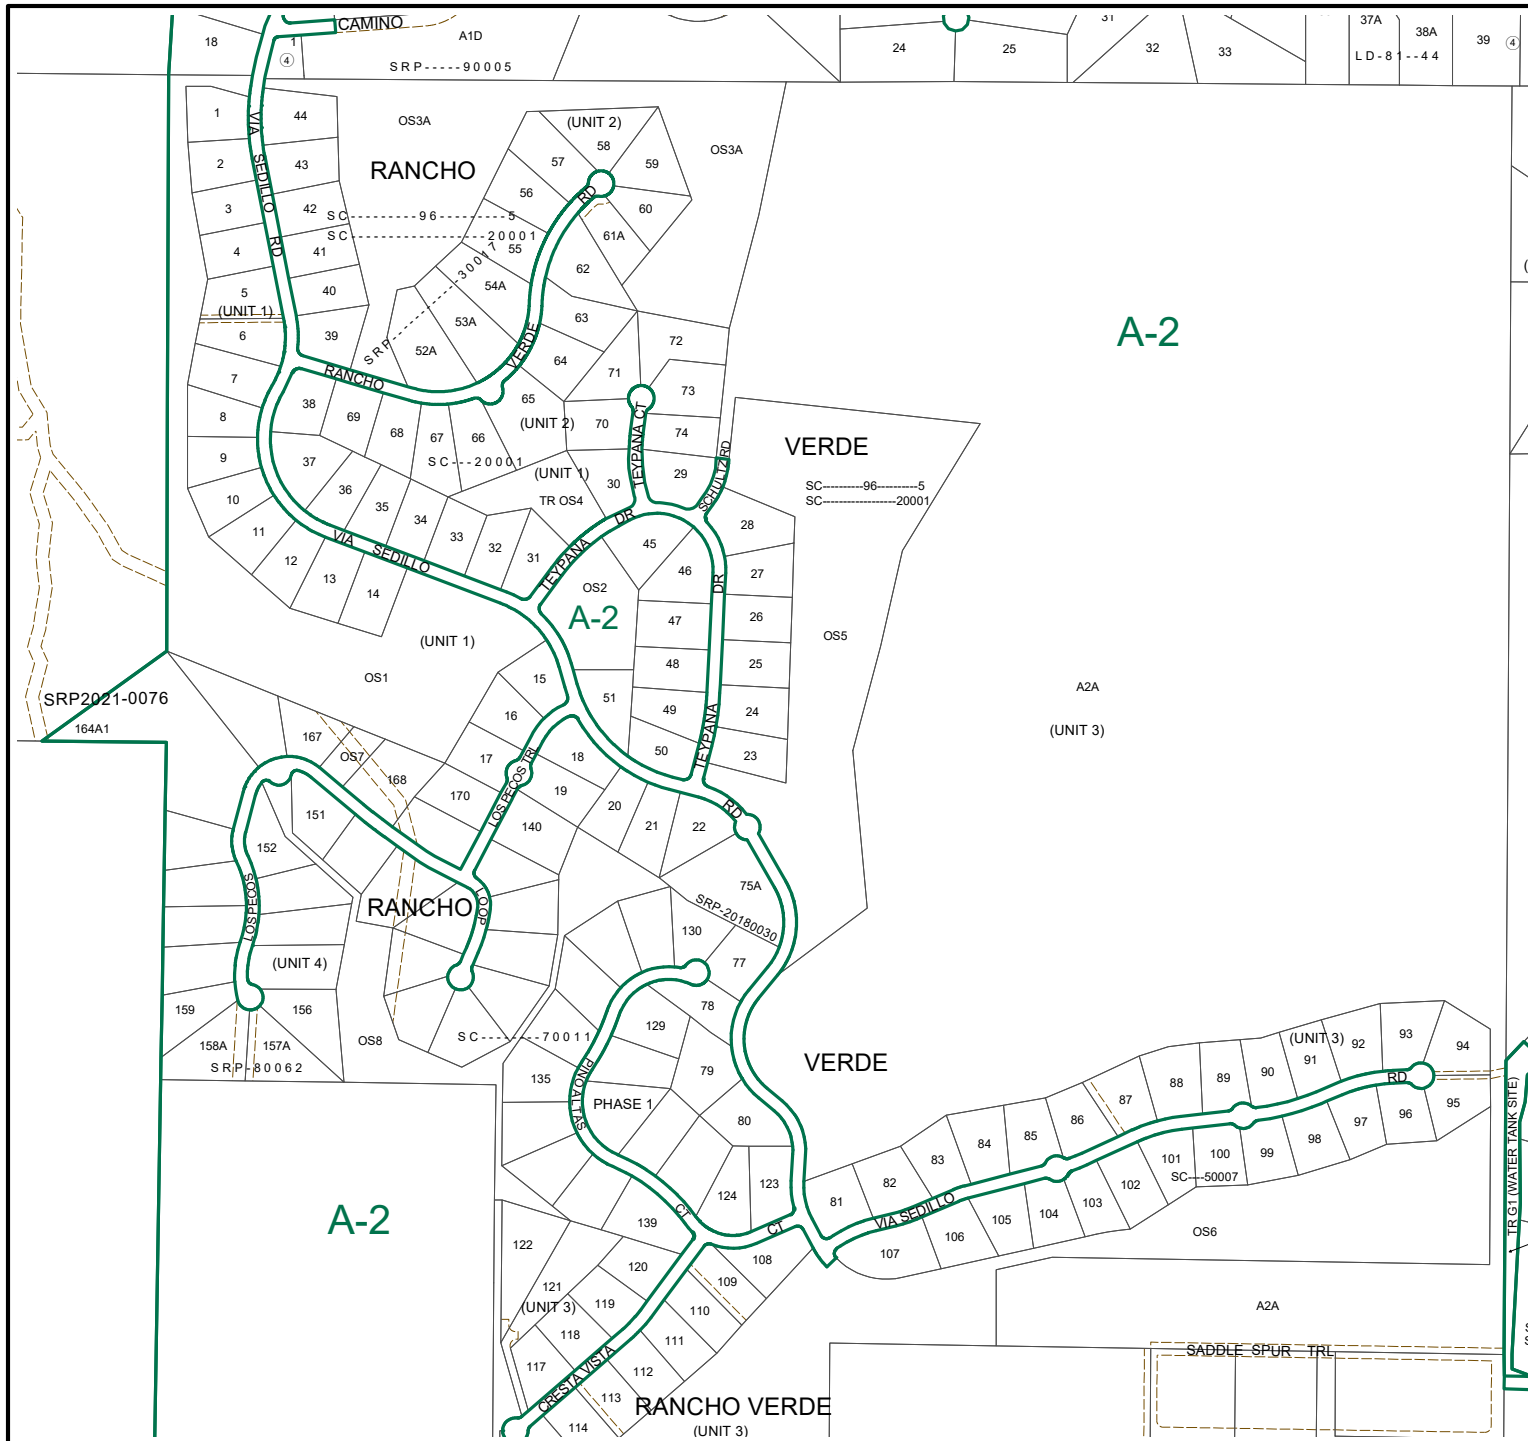 CAMINO
18
1
4
A1D
SRP-----90005
24
25
31
32
33
37A
38A
39
4
LD-81--44
1
44
OS3A
(UNIT 2)
58
OS3A
2
43
RANCHO
57
59
VIA SEDILLO RD
3
42
SC----------96------5
SC--------------------20001
56
RD
60
4
41
55
61A
5
40
SRP--------30017
54A
62
(UNIT 1)
6
39
53A
63
VERDE
72
A-2
7
52A
64
71
RANCHO
8
38
69
68
67
66
65
(UNIT 2)
70
73
TEYPANA CT
74
VERDE
9
37
SC---20001
(UNIT 1)
29
SCHULTZ RD
SC---------96---------5
SC------------------20001
10
36
35
34
TR OS4
30
11
33
32
31
DR
28
12
VIA SEDILLO
TEYPANA
45
46
27
13
14
OS2
DR
A-2
47
26
(UNIT 1)
48
25
OS5
OS1
15
51
49
24
A2A
SRP2021-0076
16
TEYPANA
(UNIT 3)
164A1
167
OS7
168
17
18
50
23
LOS PECOS TRL
170
19
20
RD
151
140
21
22
152
75A
LOS PECOS
RANCHO
LOOP
SRP-20180030
130
77
(UNIT 4)
78
159
156
158A
157A
OS8
SC-------70011
129
SRP-80062
VERDE
(UNIT 3)
92
93
94
91
90
RD
135
PINO ALTAS
79
89
88
87
96
95
PHASE 1
80
86
97
85
98
84
99
100
101
83
SC----50007
102
TR G1 (WATER TANK SITE)
124
123
82
103
81
VIA SEDILLO
104
A-2
139
CT
CT
105
106
OS6
122
108
107
120
109
121
A2A
(UNIT 3)
119
110
118
111
SADDLE SPUR TRL
117
112
CRESTA VISTA
113
RANCHO VERDE
114
(UNIT 3)